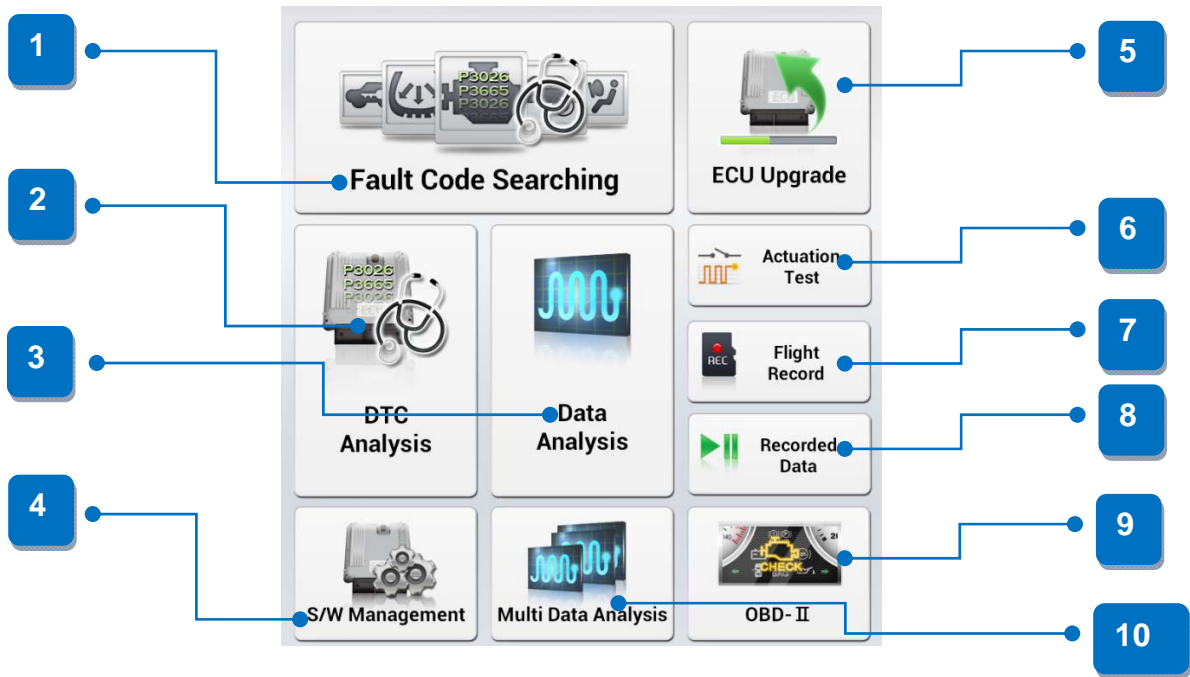 1
P3026
P3665
P3026
Fault Code Searching
5
ECU
ECU Upgrade
2
P3026
P3665
P3026
ECU
DTC
Analysis
3
Data
Analysis
6
Actuation
Test
7
REC
Flight
Record
8
Recorded
Data
4
S/W Management
Multi Data Analysis
9
CHECK
OBD-Ⅱ
10